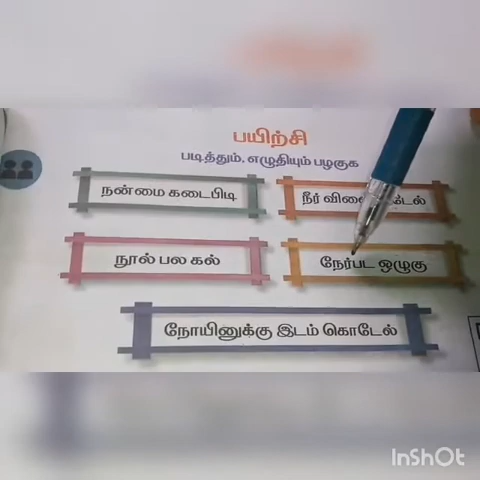 பயிற்சி
படித்தும், எழுதியும் பழகுக
நன்மை கடைபிடி
நீர் விளை
நூல் பல கல்
நேர்பட ஒழுகு
நோயினுக்கு இடம் கொடேல்
InShOt